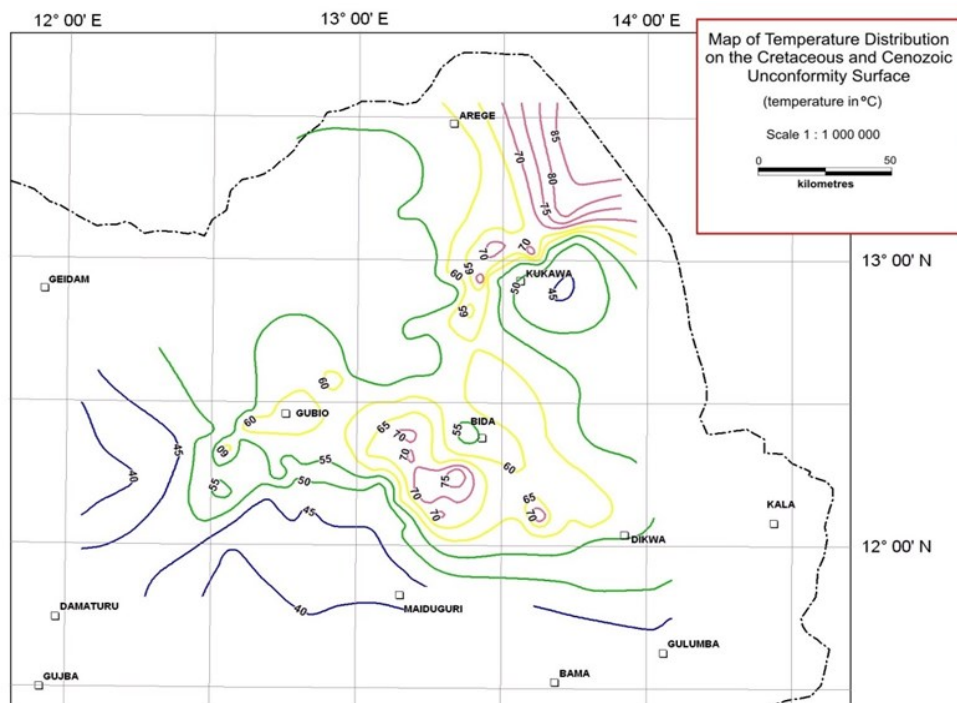 12° 00' E
13° 00' E
14° 00' E
Map of Temperature Distribution
on the Cretaceous and Cenozoic
Unconformity Surface
(temperature in ºC)
Scale 1 : 1 000 000
0 50
kilometres
AREGE
85
70
80
75
70
70
65
60
13° 00' N
KUKAWA
50
45
GEIDAM
65
60
GUBIO
60
65
70
BIDA
55
60
70
60
55
75
45
40
55
50
70
65
70
70
45
KALA
DIKWA
12° 00' N
40
DAMATURU
MAIDUGURI
GULUMBA
GUJBA
BAMA